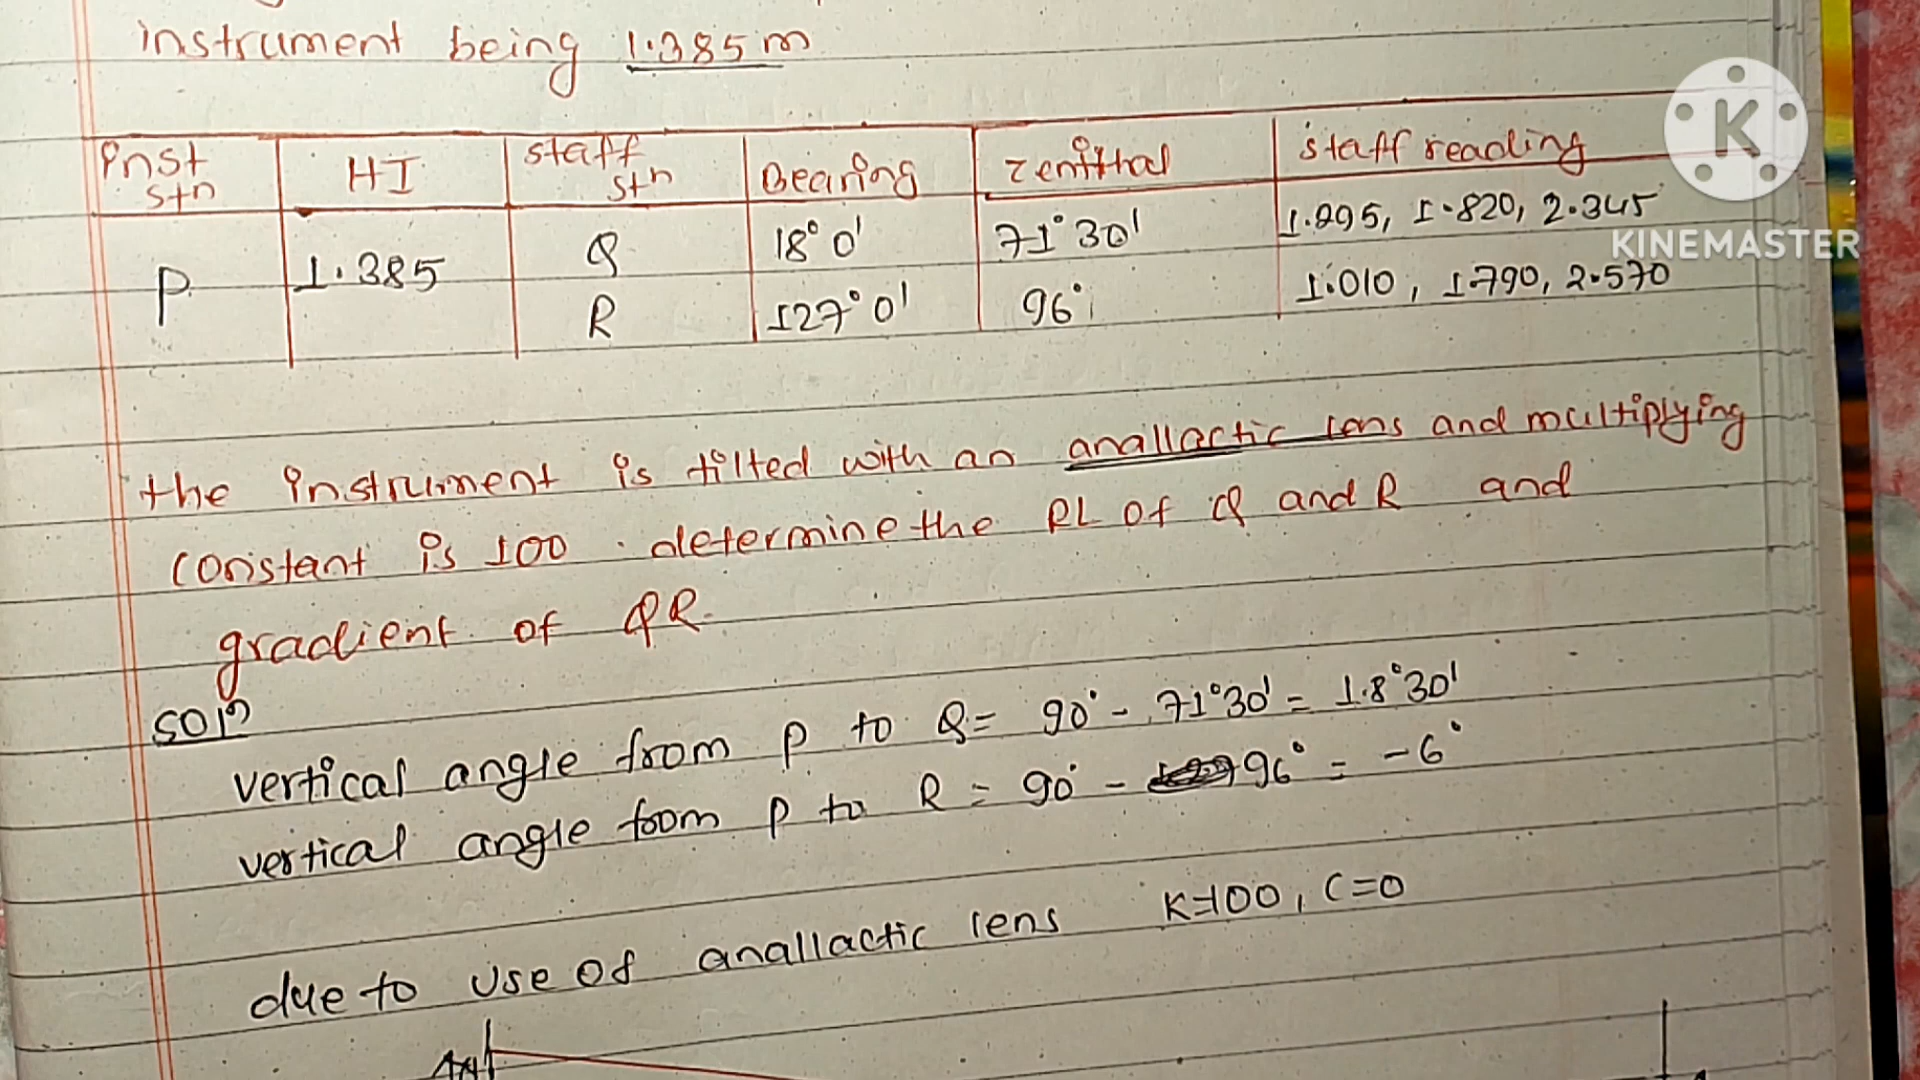 instrument being 1.385m
inst stn HI staff stn Bearing zenithal staff reading
P 1.385 Q 18°0' 71°30' 1.295, 1.820, 2.345
R 127°0' 96° 1.010, 1.790, 2.570
K
KINEMASTER
the instrument is tilted with an anallactic lens and multiplying
constant is 100. determine the RL of Q and R and
gradient of QR.
Soln
vertical angle from P to Q = 90° - 71°30' = 18°30'
vertical angle from P to R = 90° - 96° = -6°
due to use of anallactic lens K=100, C=0